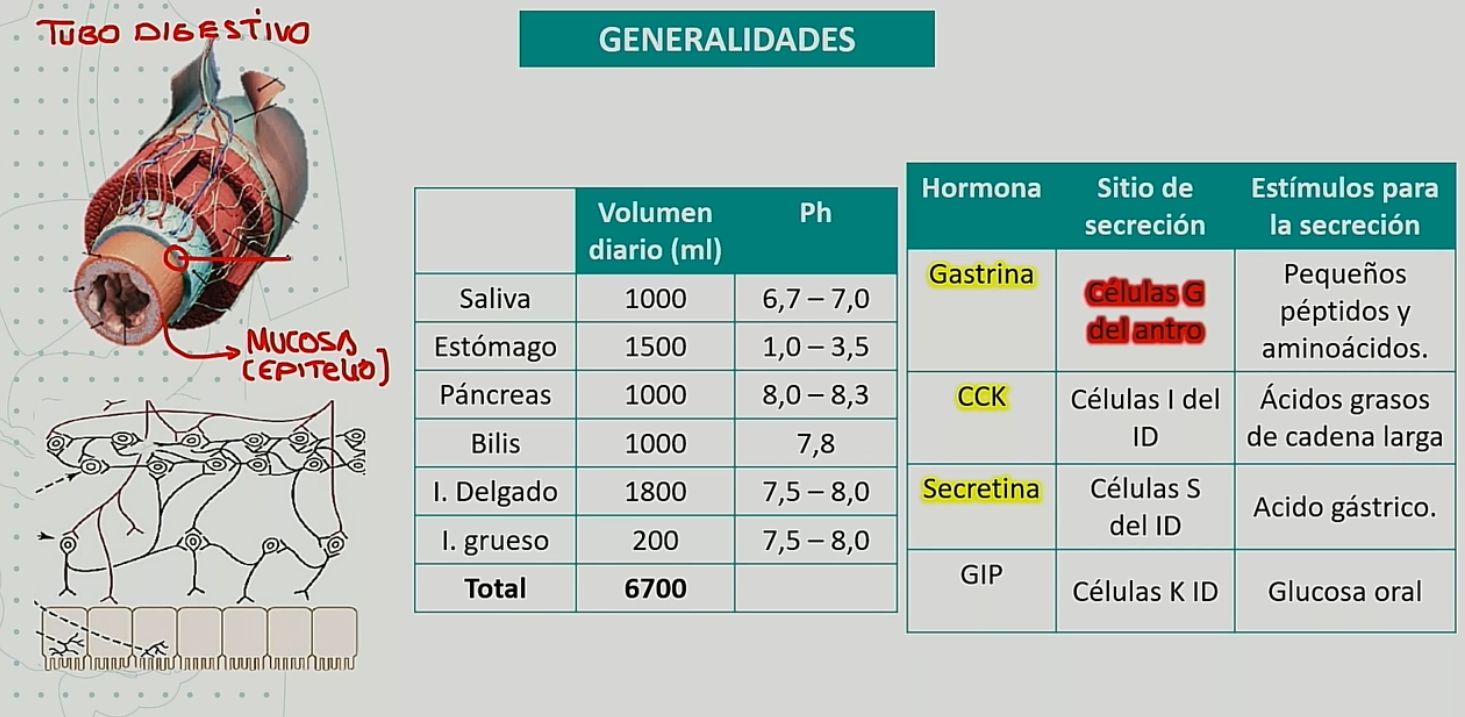 TUBO DIGESTIVO
GENERALIDADES
MUCOSA
(EPITELIO]
Volumen diario (ml) Ph
Saliva 1000 6,7 – 7,0
Estómago 1500 1,0 – 3,5
Páncreas 1000 8,0 – 8,3
Bilis 1000 7,8
I. Delgado 1800 7,5 – 8,0
I. grueso 200 7,5 – 8,0
Total 6700
Hormona Sitio de secreción Estímulos para la secreción
Gastrina Células G del antro Pequeños péptidos y aminoácidos.
CCK Células I del ID Ácidos grasos de cadena larga
Secretina Células S del ID Acido gástrico.
GIP Células K ID Glucosa oral